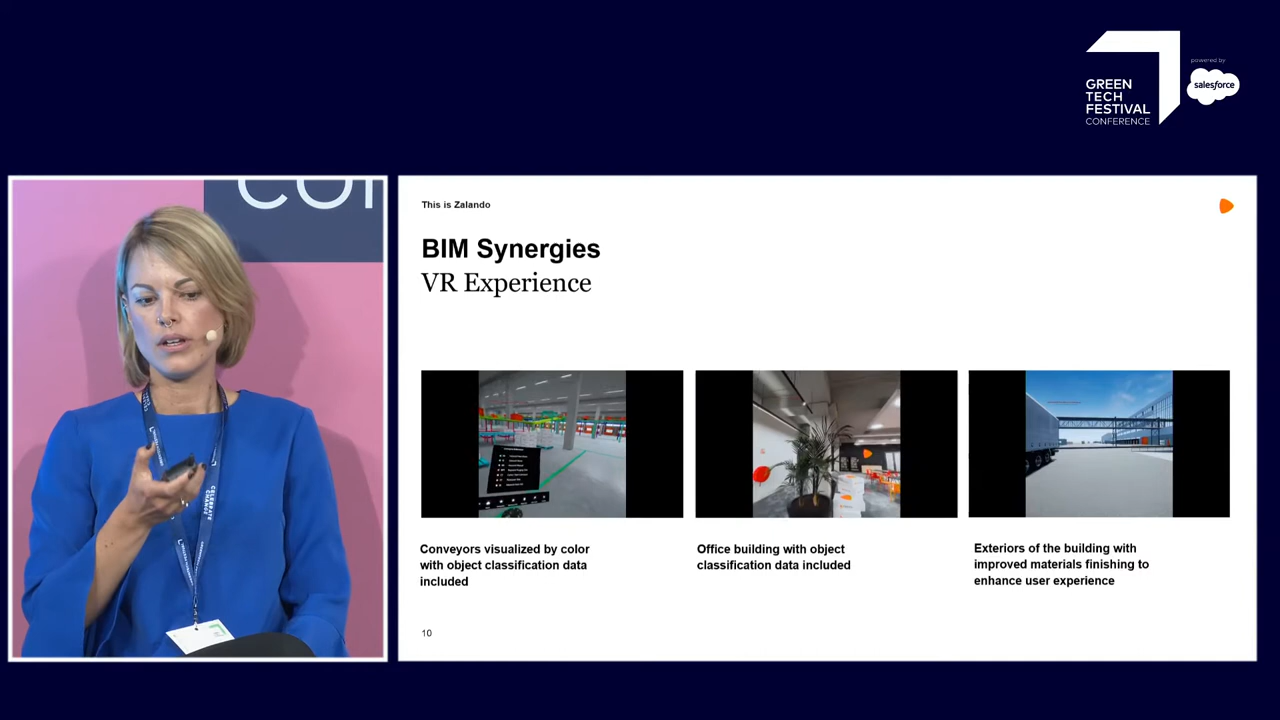 GREEN
TECH
FESTIVAL
CONFERENCE
powered by
salesforce
CELEBRATE
CHANGE
This is Zalando
BIM Synergies
VR Experience
Conveyors visualized by color
with object classification data
included
Office building with object
classification data included
Exteriors of the building with
improved materials finishing to
enhance user experience
10